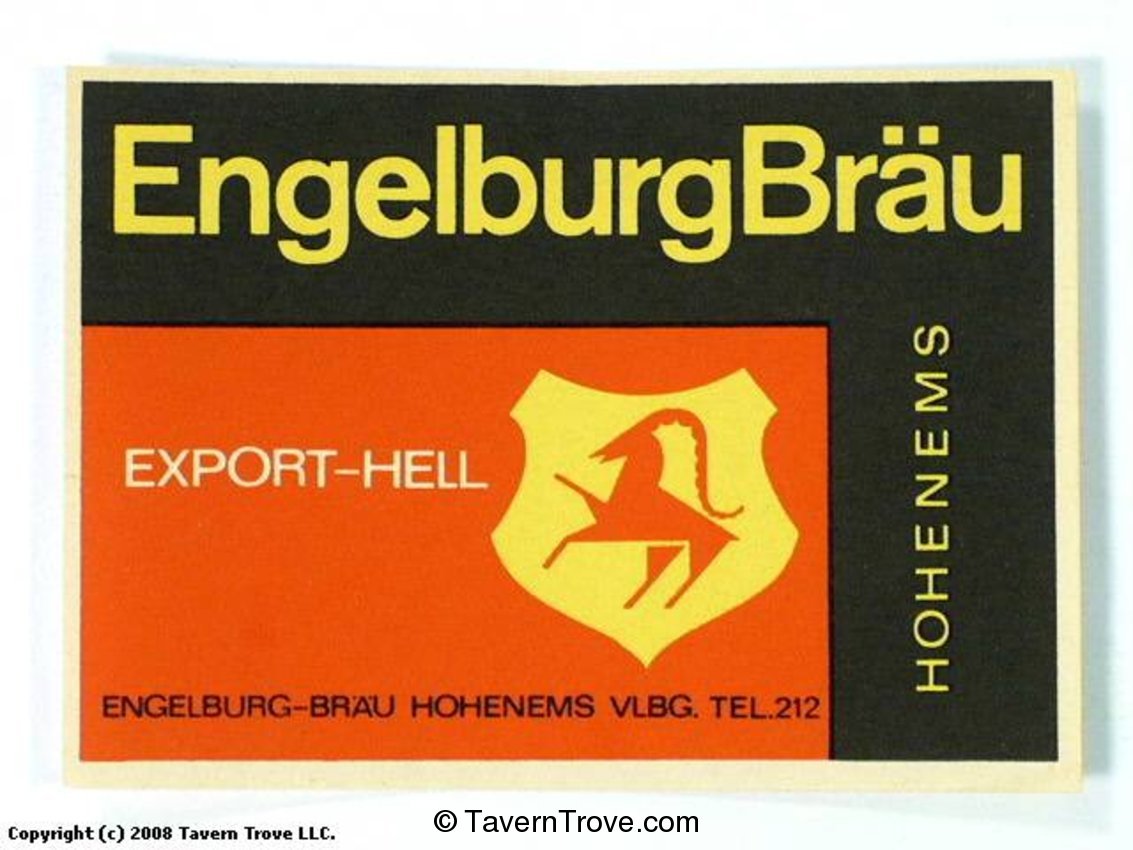 EngelburgBräu
HOHENEMS
EXPORT-HELL
ENGELBURG-BRÄU HOHENEMS VLBG. TEL.212
© TavernTrove.com
Copyright (c) 2008 Tavern Trove LLC.